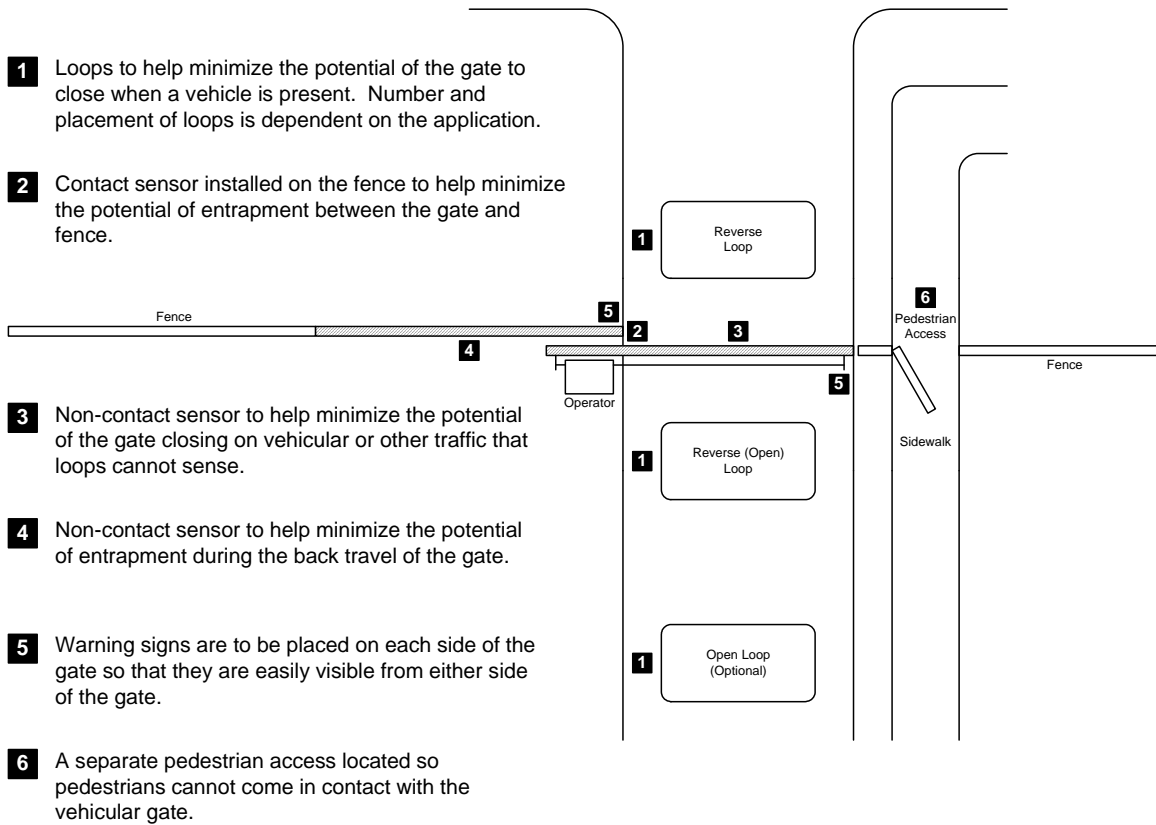 1 Loops to help minimize the potential of the gate to
close when a vehicle is present.  Number and
placement of loops is dependent on the application.
2 Contact sensor installed on the fence to help minimize
the potential of entrapment between the gate and
fence.
1
Reverse
Loop
6
Pedestrian
Access
Fence
5
2
3
4
Operator
5
Fence
3 Non-contact sensor to help minimize the potential
of the gate closing on vehicular or other traffic that
loops cannot sense.
Sidewalk
1
Reverse (Open)
Loop
4 Non-contact sensor to help minimize the potential
of entrapment during the back travel of the gate.
5 Warning signs are to be placed on each side of the
gate so that they are easily visible from either side
of the gate.
1
Open Loop
(Optional)
6 A separate pedestrian access located so
pedestrians cannot come in contact with the
vehicular gate.